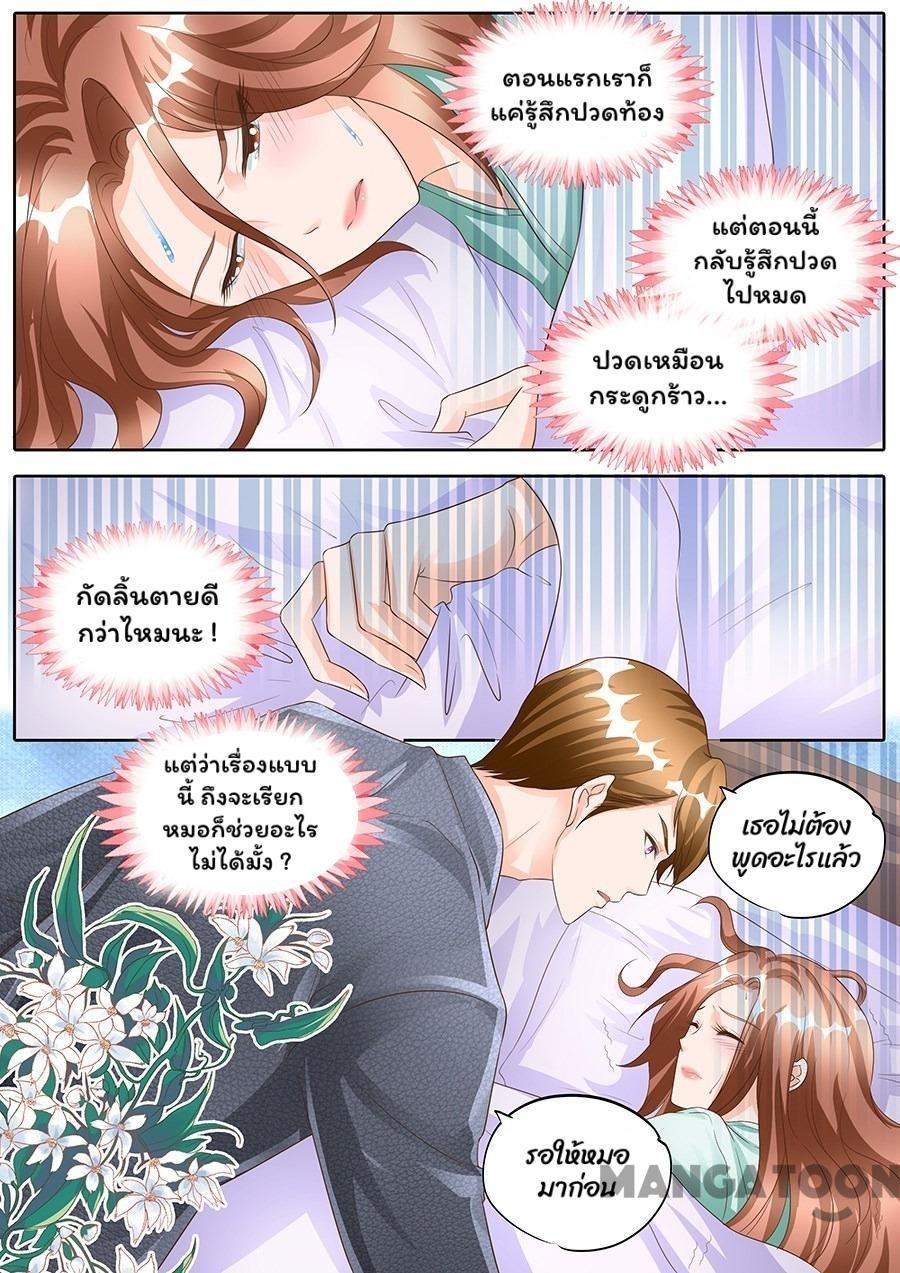 ตอนแรกเราก็
แค่รู้สึกปวดท้อง
แต่ตอนนี้
กลับรู้สึกปวด
ไปหมด
ปวดเหมือน
กระดูกร้าว...
กัดลิ้นตายดี
กว่าไหมนะ !
แต่ว่าเรื่องแบบ
นี้ ถึงจะเรียก
หมอก็ช่วยอะไร
ไม่ได้มั้ง ?
เธอไม่ต้อง
พูดอะไรแล้ว
รอให้หมอ
มาก่อน
MANGATOON